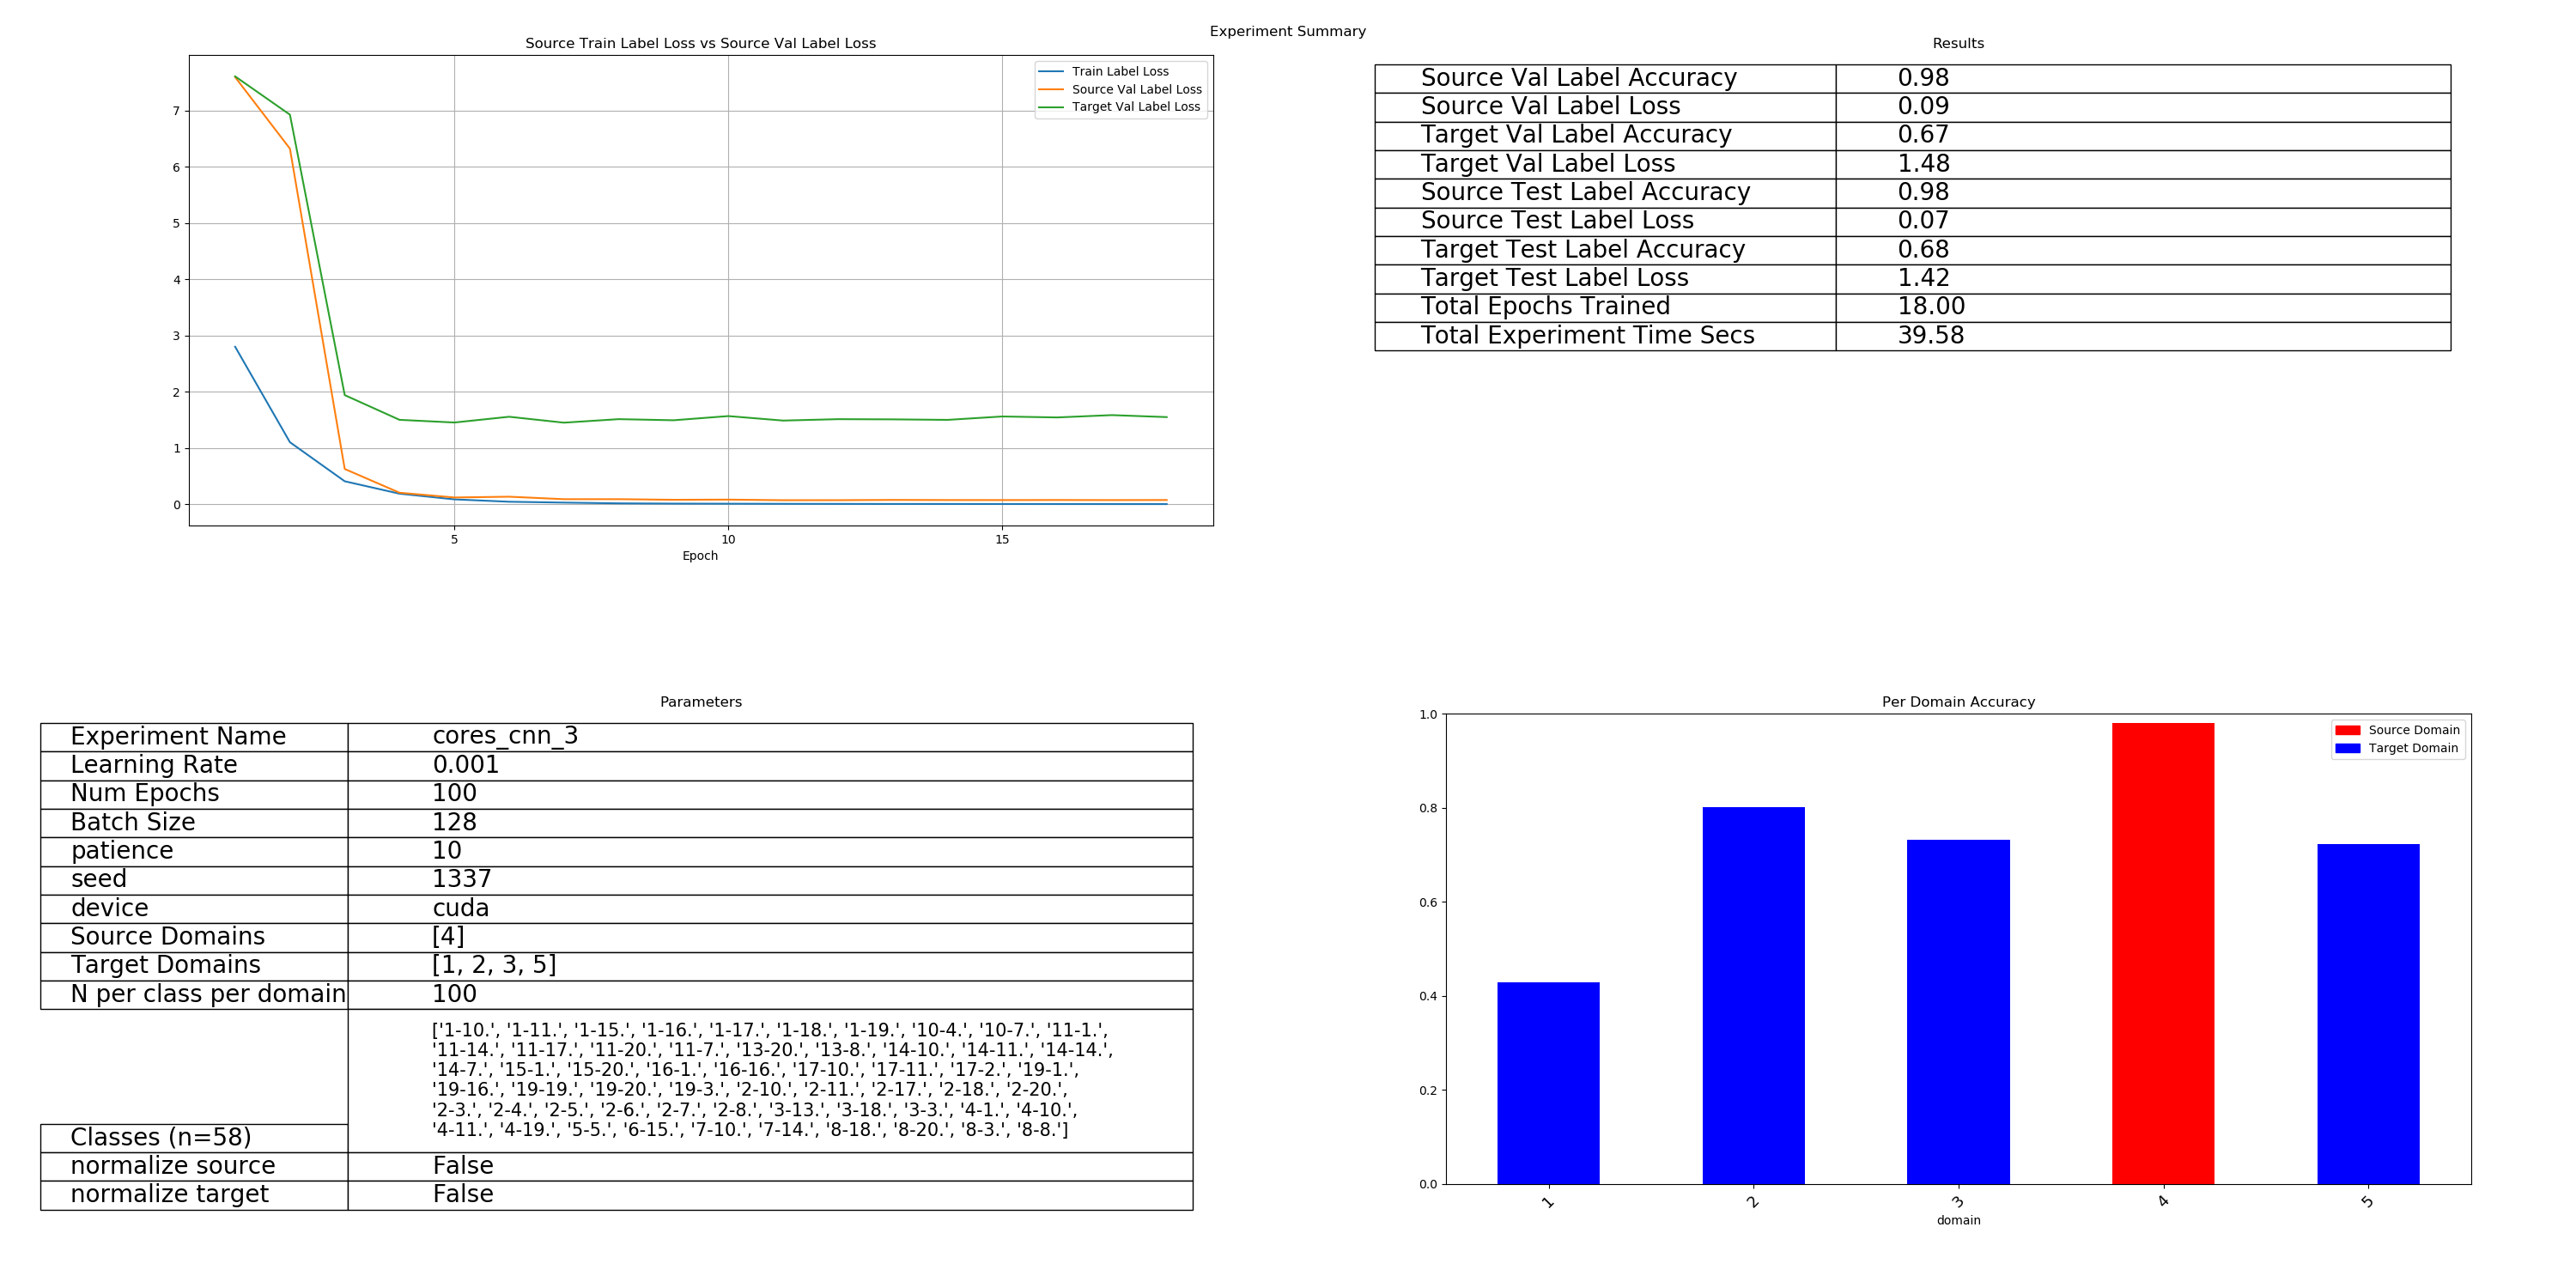 Experiment Summary
Source Train Label Loss vs Source Val Label Loss
Train Label Loss
Source Val Label Loss
Target Val Label Loss
7
6
5
4
3
2
1
0
5 10 15
Epoch
Results
Source Val Label Accuracy 0.98
Source Val Label Loss 0.09
Target Val Label Accuracy 0.67
Target Val Label Loss 1.48
Source Test Label Accuracy 0.98
Source Test Label Loss 0.07
Target Test Label Accuracy 0.68
Target Test Label Loss 1.42
Total Epochs Trained 18.00
Total Experiment Time Secs 39.58
Parameters
Experiment Name cores_cnn_3
Learning Rate 0.001
Num Epochs 100
Batch Size 128
patience 10
seed 1337
device cuda
Source Domains [4]
Target Domains [1, 2, 3, 5]
N per class per domain 100
['1-10.', '1-11.', '1-15.', '1-16.', '1-17.', '1-18.', '1-19.', '10-4.', '10-7.', '11-1.',
'11-14.', '11-17.', '11-20.', '11-7.', '13-20.', '13-8.', '14-10.', '14-11.', '14-14.',
'14-7.', '15-1.', '15-20.', '16-1.', '16-16.', '17-10.', '17-11.', '17-2.', '19-1.',
'19-16.', '19-19.', '19-20.', '19-3.', '2-10.', '2-11.', '2-17.', '2-18.', '2-20.',
'2-3.', '2-4.', '2-5.', '2-6.', '2-7.', '2-8.', '3-13.', '3-18.', '3-3.', '4-1.', '4-10.',
'4-11.', '4-19.', '5-5.', '6-15.', '7-10.', '7-14.', '8-18.', '8-20.', '8-3.', '8-8.']
Classes (n=58)
normalize source False
normalize target False
Per Domain Accuracy
Source Domain
Target Domain
1.0
0.8
0.6
0.4
0.2
0.0
1 2 3 4 5
domain